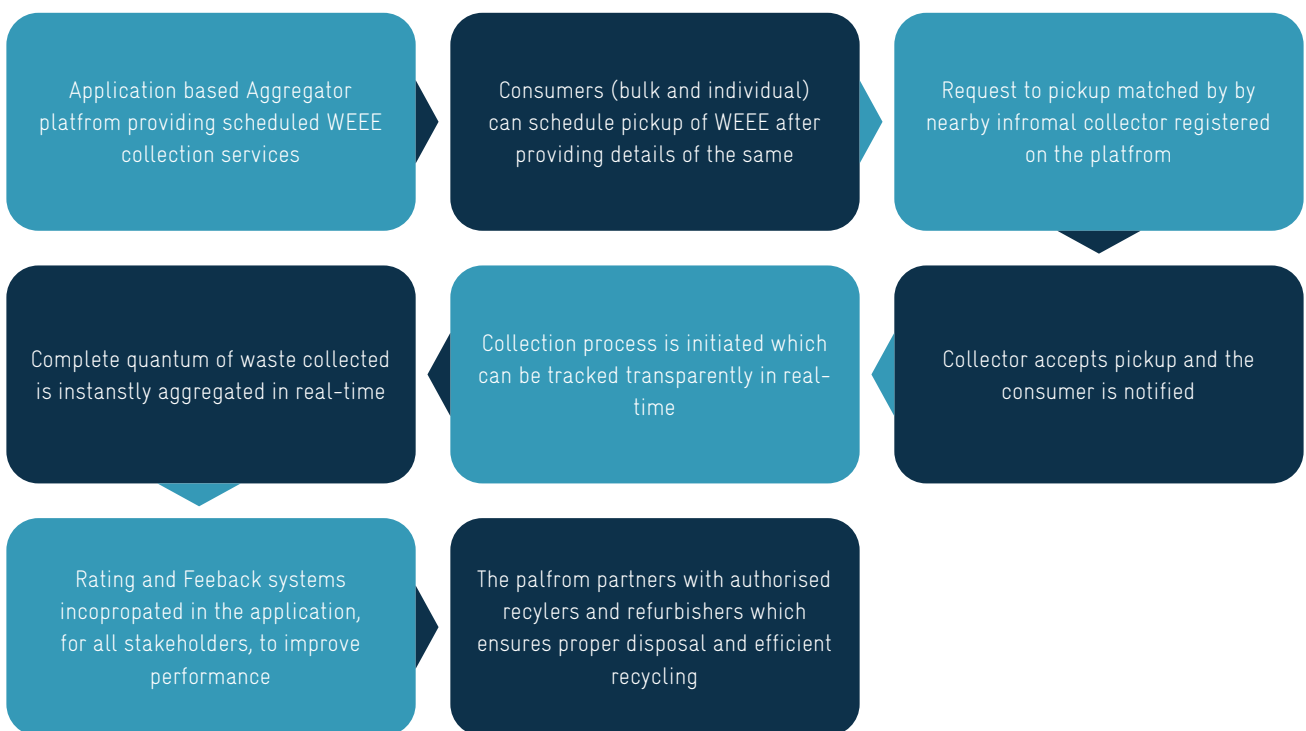 Application based Aggregator
platfrom providing scheduled WEEE
collection services
Consumers (bulk and individual)
can schedule pickup of WEEE after
providing details of the same
Request to pickup matched by by
nearby infromal collector registered
on the platfrom
Collector accepts pickup and the
consumer is notified
Collection process is initiated which
can be tracked transparently in real-
time
Complete quantum of waste collected
is instanstly aggregated in real-time
Rating and Feeback systems
incopropated in the application,
for all stakeholders, to improve
performance
The palfrom partners with authorised
recylers and refurbishers which
ensures proper disposal and efficient
recycling